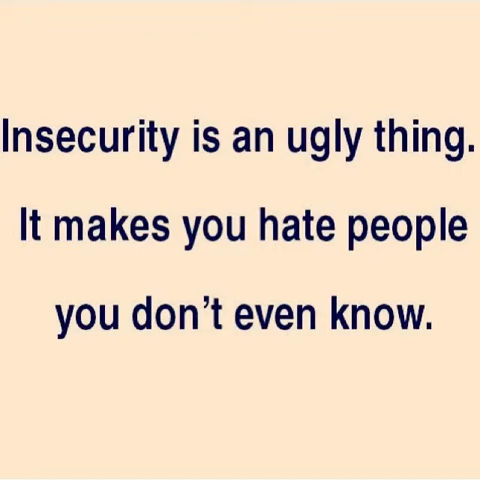 Insecurity is an ugly thing.
It makes you hate people
you don’t even know.